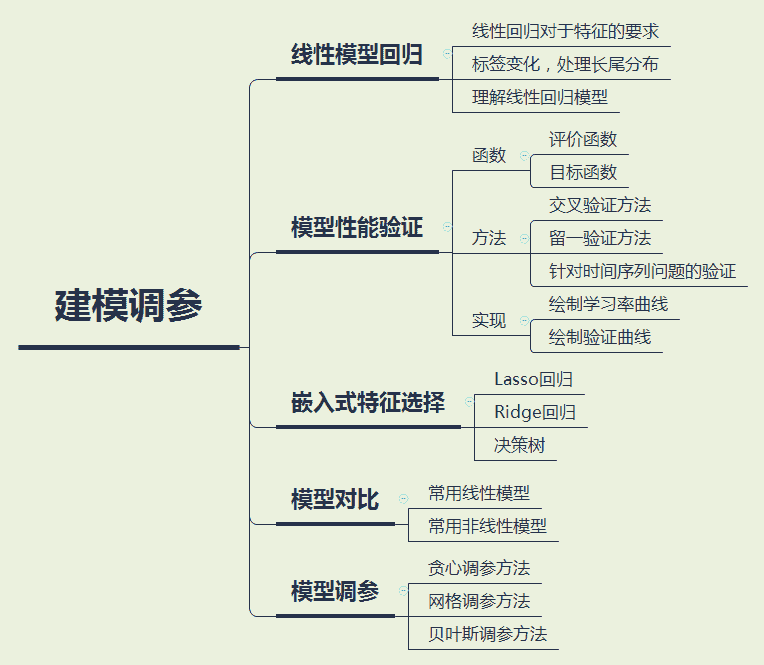 建模调参
线性模型回归
线性回归对于特征的要求
标签变化，处理长尾分布
理解线性回归模型
模型性能验证
函数
评价函数
目标函数
方法
交叉验证方法
留一验证方法
针对时间序列问题的验证
实现
绘制学习率曲线
绘制验证曲线
嵌入式特征选择
Lasso回归
Ridge回归
决策树
模型对比
常用线性模型
常用非线性模型
模型调参
贪心调参方法
网格调参方法
贝叶斯调参方法